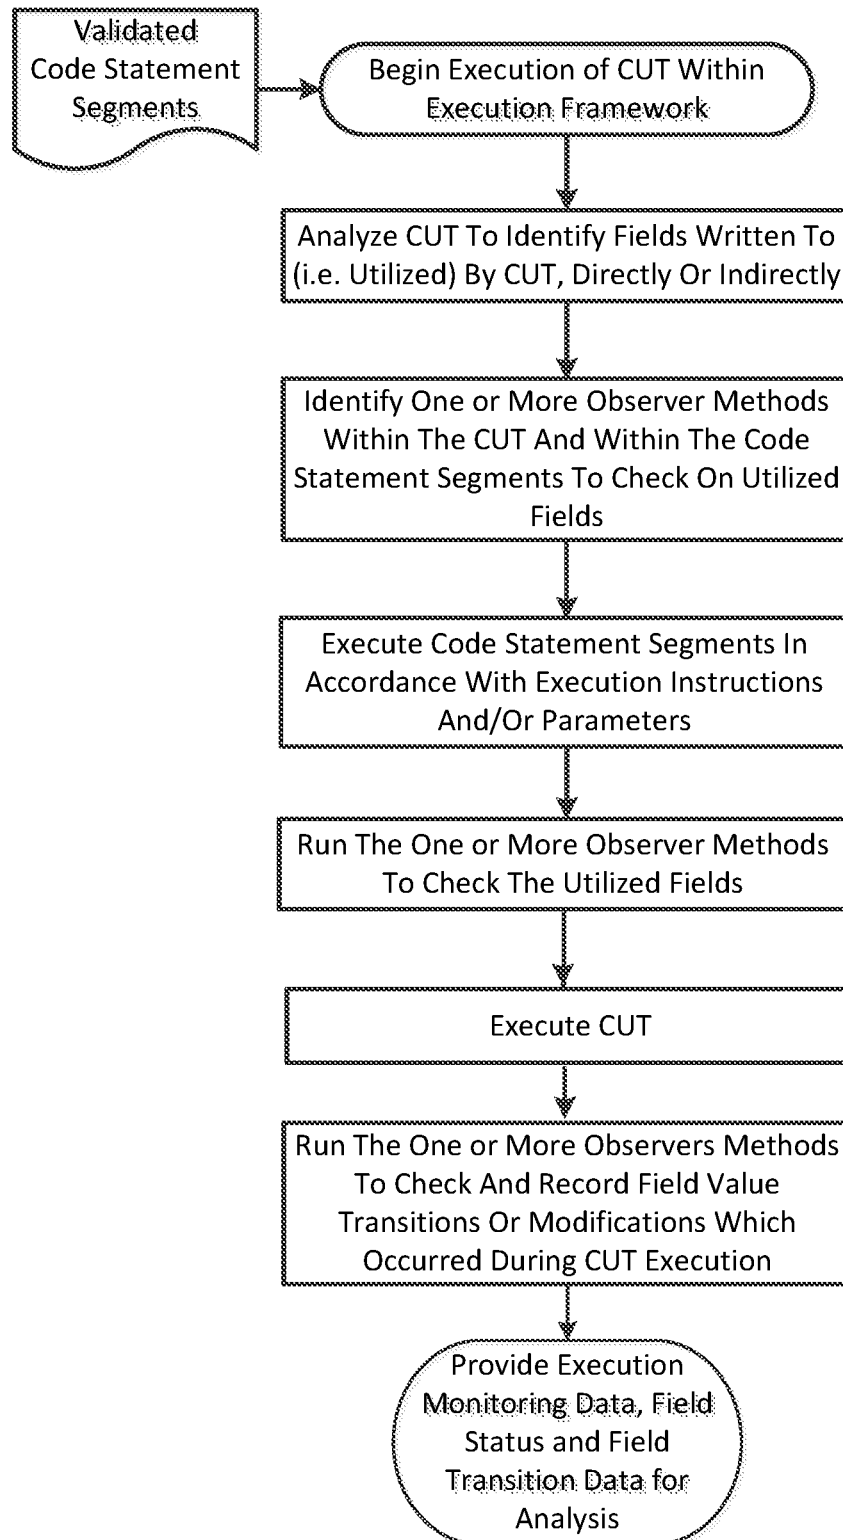 Validated
Code Statement
Segments
Begin Execution of CUT Within
Execution Framework
Analyze CUT To Identify Fields Written To
(i.e. Utilized) By CUT, Directly Or Indirectly
Identify One or More Observer Methods
Within The CUT And Within The Code
Statement Segments To Check On Utilized
Fields
Execute Code Statement Segments In
Accordance With Execution Instructions
And/Or Parameters
Run The One or More Observer Methods
To Check The Utilized Fields
Execute CUT
Run The One or More Observers Methods
To Check And Record Field Value
Transitions Or Modifications Which
Occurred During CUT Execution
Provide Execution
Monitoring Data, Field
Status and Field
Transition Data for
Analysis